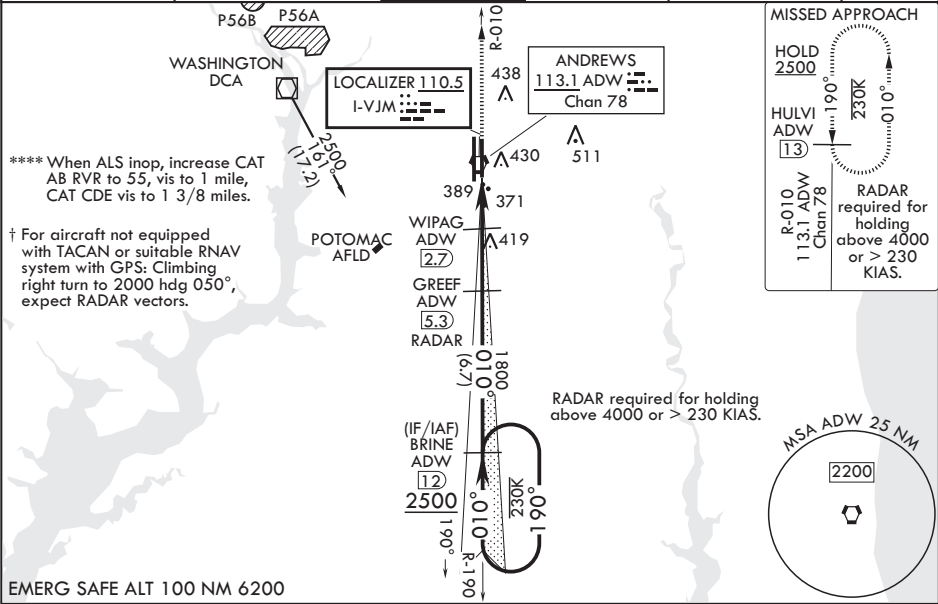 P56B
P56A
WASHINGTON
DCA
2500
161°
(17.2)
LOCALIZER 110.5
I-VJM
R-010
438
ANDREWS
113.1 ADW
Chan 78
430
511
389
371
**** When ALS inop, increase CAT
AB RVR to 55, vis to 1 mile,
CAT CDE vis to 1 3/8 miles.
† For aircraft not equipped
with TACAN or suitable RNAV
system with GPS: Climbing
right turn to 2000 hdg 050°,
expect RADAR vectors.
POTOMAC
AFLD
WIPAG
ADW
2.7
419
GREEF
ADW
5.3
RADAR
1800
010°
(6.7)
(IF/IAF)
BRINE
ADW
12
2500
190°
010°
R-190
230K
190°
RADAR required for holding
above 4000 or > 230 KIAS.
MISSED APPROACH
HOLD
2500
190°
230K
010°
HULVI
ADW
13
R-010
113.1 ADW
Chan 78
RADAR
required for
holding
above 4000
or > 230
KIAS.
MSA ADW 25 NM
2200
EMERG SAFE ALT 100 NM 6200